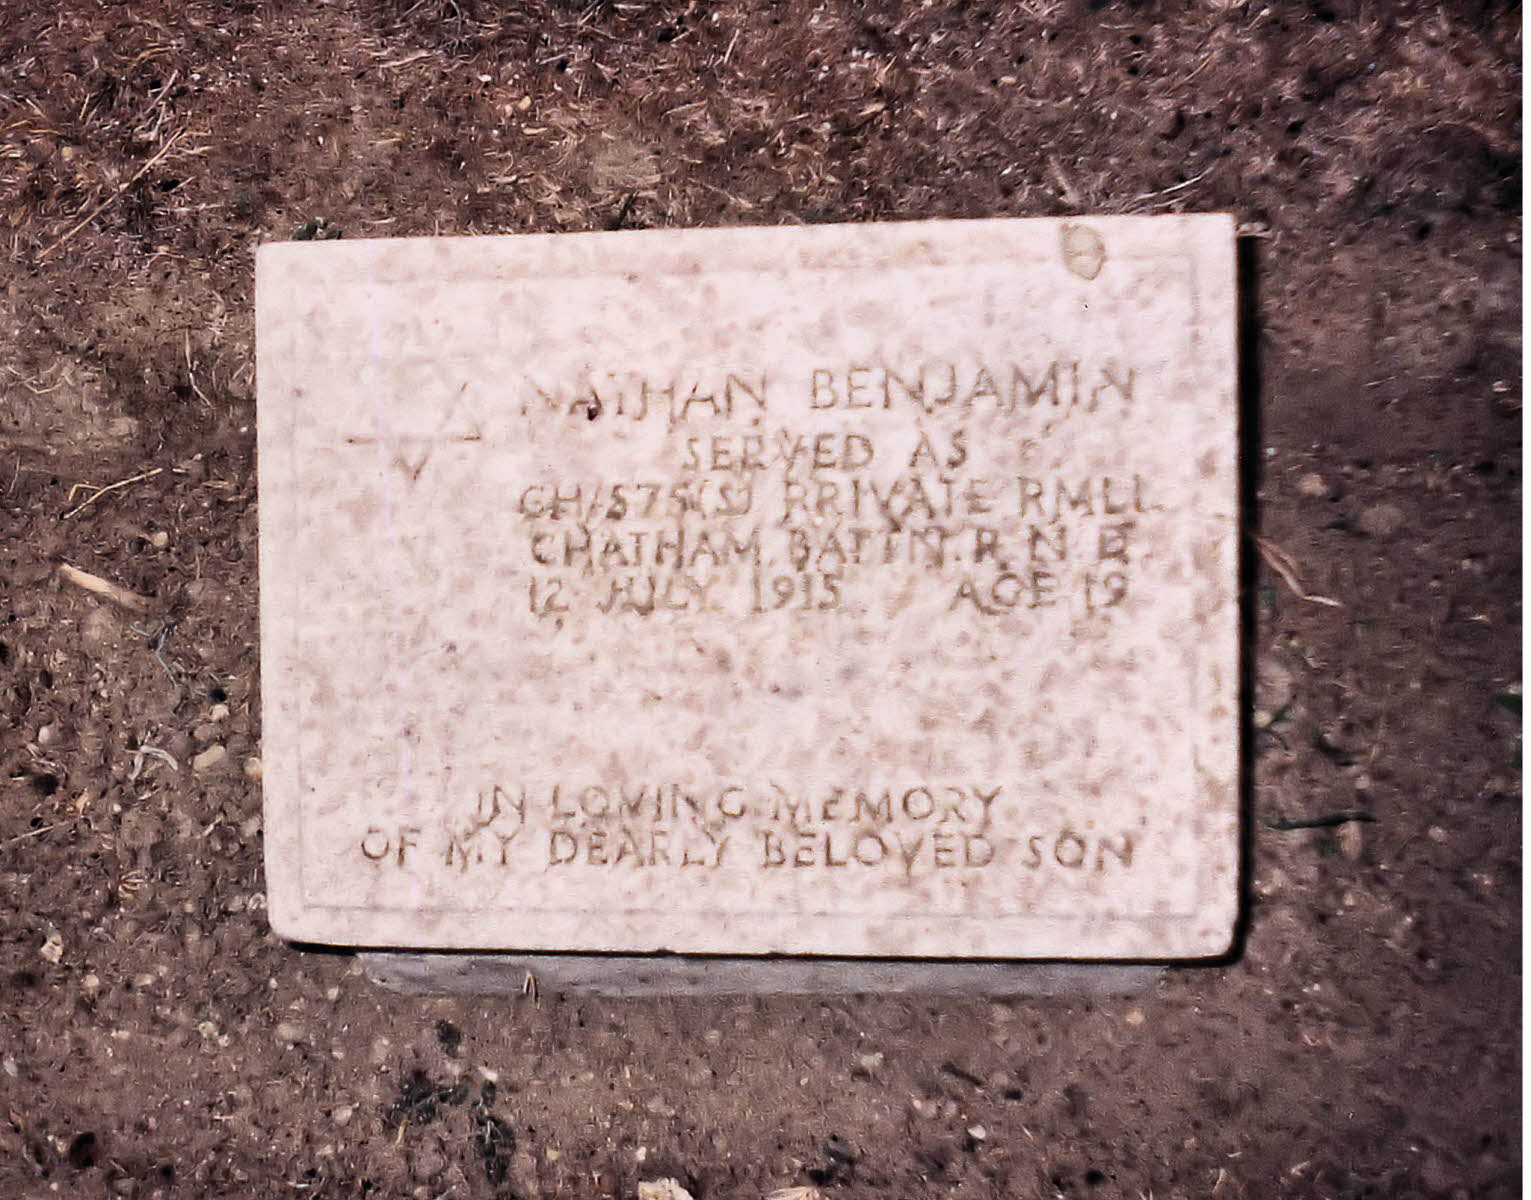 NATHAN BENJAMIN
SERVED AS
CH/575(S) PRIVATE R.M.L.I.
CHATHAM BATTN. R.N.D.
12 JULY 1915 AGE 19
IN LOVING MEMORY
OF MY DEARLY BELOVED SON